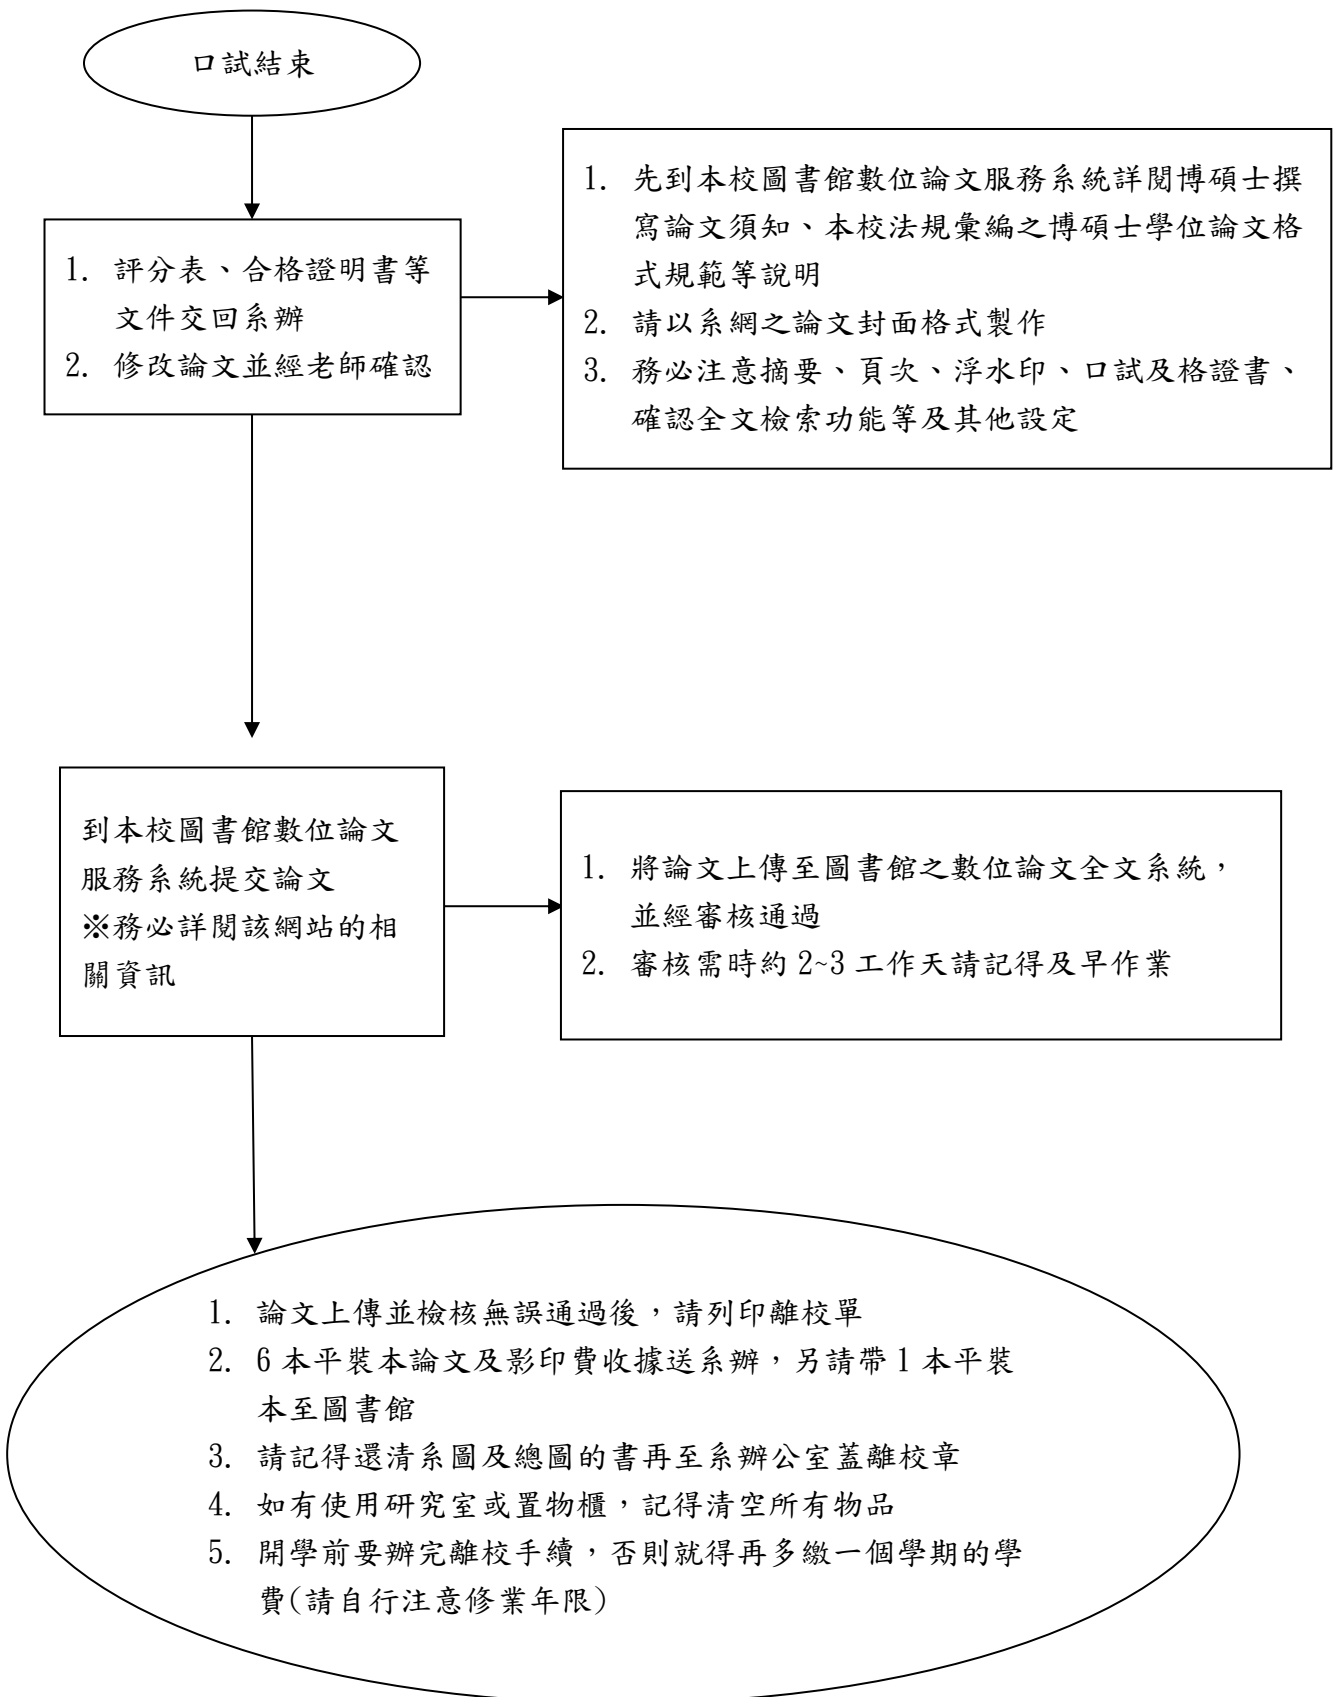 口試結束
1. 評分表、合格證明書等
文件交回系辦
2. 修改論文並經老師確認
1. 先到本校圖書館數位論文服務系統詳閱博碩士撰
寫論文須知、本校法規彙編之博碩士學位論文格
式規範等說明
2. 請以系網之論文封面格式製作
3. 務必注意摘要、頁次、浮水印、口試及格證書、
確認全文檢索功能等及其他設定
到本校圖書館數位論文
服務系統提交論文
※務必詳閱該網站的相
關資訊
1. 將論文上傳至圖書館之數位論文全文系統，
並經審核通過
2. 審核需時約 2~3 工作天請記得及早作業
1. 論文上傳並檢核無誤通過後，請列印離校單
2. 6 本平裝本論文及影印費收據送系辦，另請帶 1 本平裝
本至圖書館
3. 請記得還清系圖及總圖的書再至系辦公室蓋離校章
4. 如有使用研究室或置物櫃，記得清空所有物品
5. 開學前要辦完離校手續，否則就得再多繳一個學期的學
費(請自行注意修業年限)